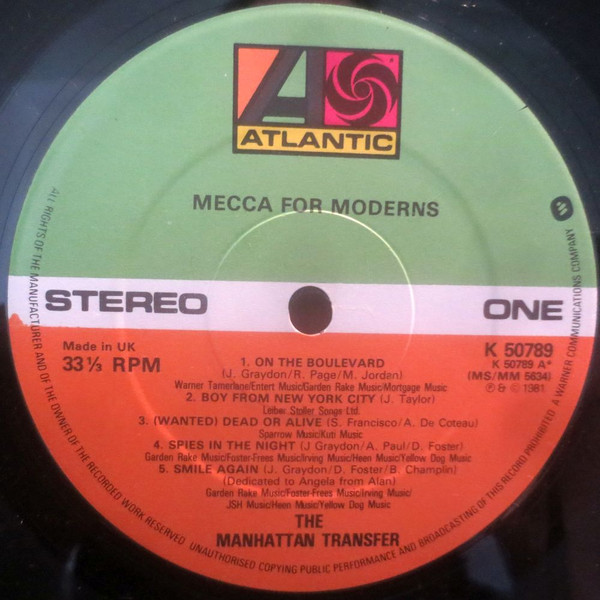 ATLANTIC
MECCA FOR MODERNS
STEREO
ONE
Made in UK
33⅓ RPM
K 50789
K 50789 A*
(MS/MM 5634)
℗ & © 1981
1. ON THE BOULEVARD
(J. Graydon/R. Page/M. Jordan)
Warner Tamerlane/Entert Music/Garden Rake Music/Mortgage Music
2. BOY FROM NEW YORK CITY (J. Taylor)
Leiber Stoller Songs Ltd.
3. (WANTED) DEAD OR ALIVE (S. Francisco/A. De Coteau)
Sparrow Music/Kuti Music
4. SPIES IN THE NIGHT (J Graydon/A. Paul/D. Foster)
Garden Rake Music/Foster-Frees Music/Irving Music/Heen Music/Yellow Dog Music
5. SMILE AGAIN (J. Graydon/D. Foster/B. Champlin)
(Dedicated to Angela from Alan)
Garden Rake Music/Foster-Frees Music/Irving Music/
JSH Music/Heen Music/Yellow Dog Music
THE
MANHATTAN TRANSFER
ALL RIGHTS OF THE MANUFACTURER AND OF THE OWNER OF THE RECORDED WORK RESERVED. UNAUTHORISED COPYING PUBLIC PERFORMANCE AND BROADCASTING OF THIS RECORD PROHIBITED A WARNER COMMUNICATIONS COMPANY